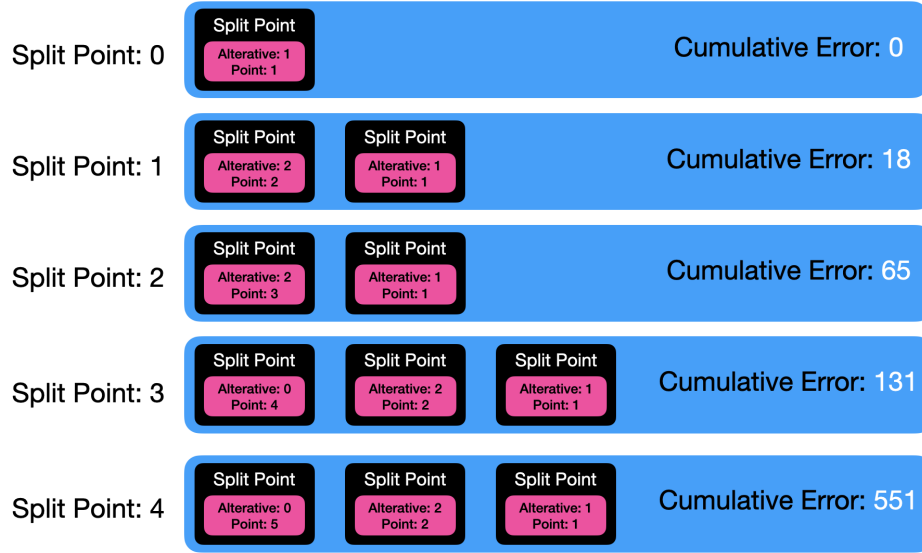 Split Point: 0
Split Point
Alterative: 1
Point: 1
Cumulative Error: 0
Split Point: 1
Split Point
Alterative: 2
Point: 2
Split Point
Alterative: 1
Point: 1
Cumulative Error: 18
Split Point: 2
Split Point
Alterative: 2
Point: 3
Split Point
Alterative: 1
Point: 1
Cumulative Error: 65
Split Point: 3
Split Point
Alterative: 0
Point: 4
Split Point
Alterative: 2
Point: 2
Split Point
Alterative: 1
Point: 1
Cumulative Error: 131
Split Point: 4
Split Point
Alterative: 0
Point: 5
Split Point
Alterative: 2
Point: 2
Split Point
Alterative: 1
Point: 1
Cumulative Error: 551